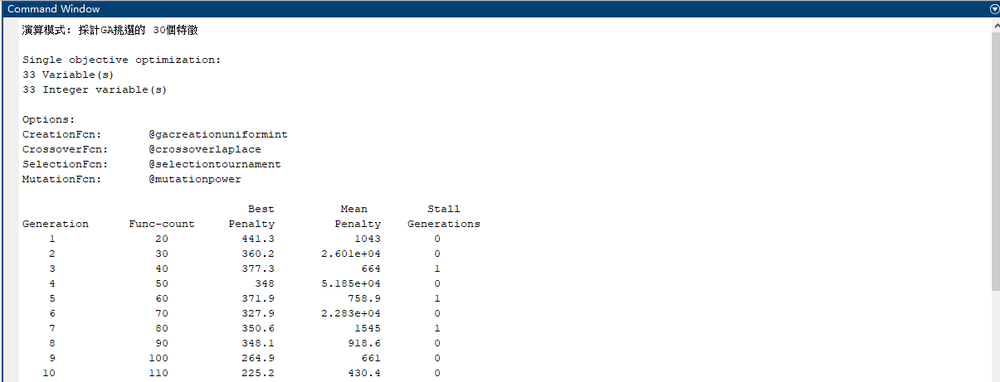 Command Window
演算模式: 採計GA挑選的 30個特徵
Single objective optimization:
33 Variable(s)
33 Integer variable(s)
Options:
CreationFcn: @gacreationuniformint
CrossoverFcn: @crossoverlaplace
SelectionFcn: @selectiontournament
MutationFcn: @mutationpower
Best Mean Stall
Generation Func-count Penalty Penalty Generations
1 20 441.3 1043 0
2 30 360.2 2.601e+04 0
3 40 377.3 664 1
4 50 348 5.185e+04 0
5 60 371.9 758.9 1
6 70 327.9 2.283e+04 0
7 80 350.6 1545 1
8 90 348.1 918.6 0
9 100 264.9 661 0
10 110 225.2 430.4 0